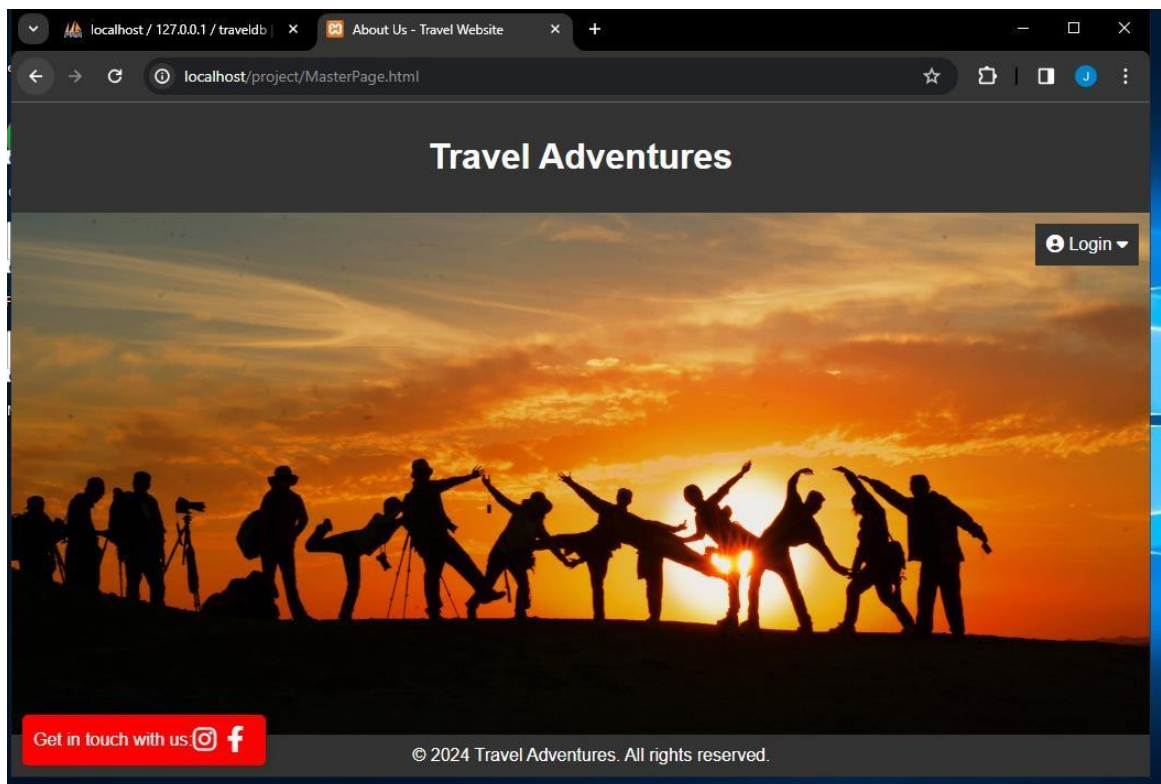 localhost / 127.0.0.1 / traveldb |
About Us - Travel Website
localhost/project/MasterPage.html
J
Travel Adventures
Login
Get in touch with us:
© 2024 Travel Adventures. All rights reserved.